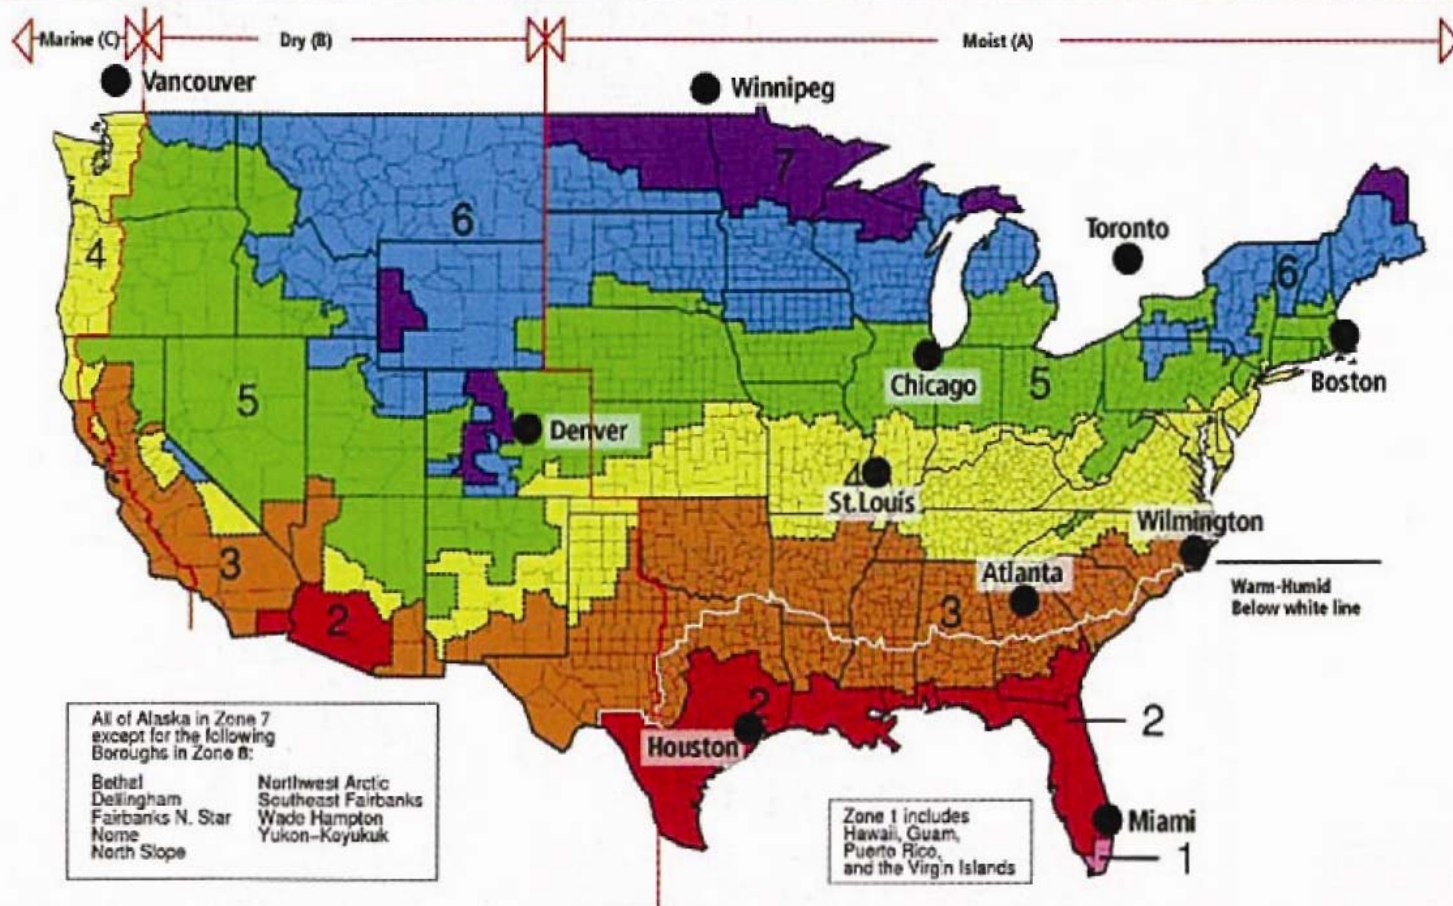 Marine (C)
Dry (B)
Moist (A)
Vancouver
Winnipeg
7
6
4
Toronto
6
5
Chicago
5
Boston
Denver
4
St.Louis
Wilmington
3
Atlanta
3
Warm-Humid
Below white line
2
2
Houston
2
Miami
1
All of Alaska in Zone 7
except for the following
Boroughs in Zone 8:
Bethel
Dellingham
Fairbanks N. Star
Nome
North Slope
Northwest Arctic
Southeast Fairbanks
Wade Hampton
Yukon-Koyukuk
Zone 1 includes
Hawaii, Guam,
Puerto Rico,
and the Virgin Islands